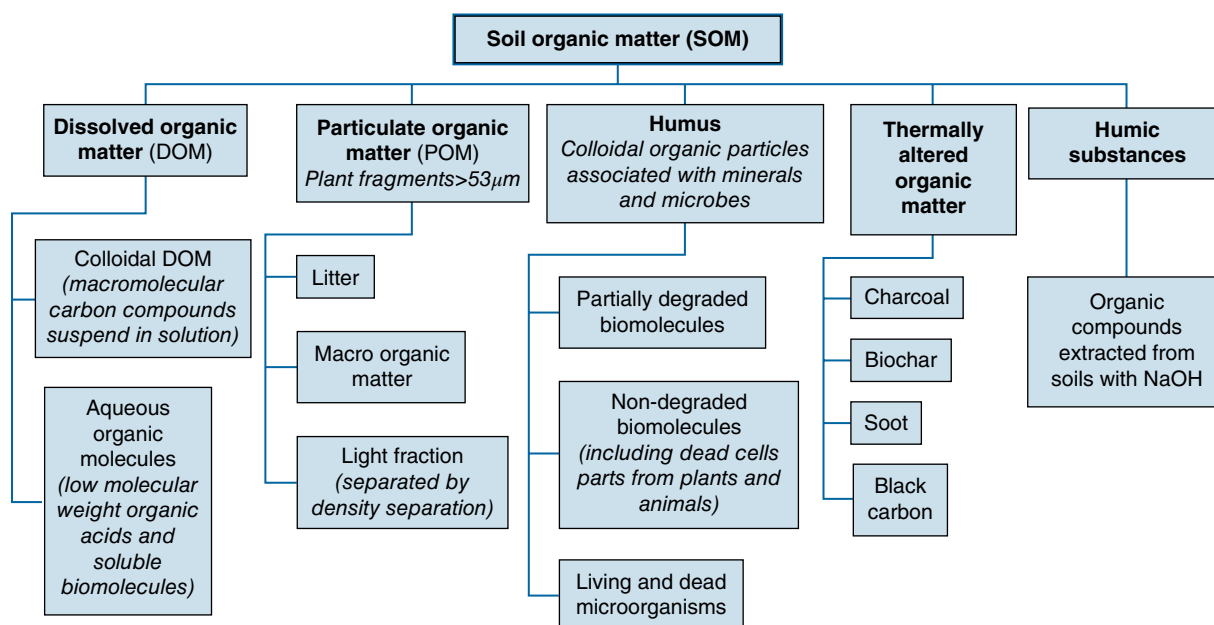 Soil organic matter (SOM)
Dissolved organic
matter (DOM)
Colloidal DOM
(macromolecular
carbon compounds
suspend in solution)
Aqueous
organic
molecules
(low molecular
weight organic
acids and
soluble
biomolecules)
Particulate organic
matter (POM)
Plant fragments>53μm
Litter
Macro organic
matter
Light fraction
(separated by
density separation)
Humus
Colloidal organic particles
associated with minerals
and microbes
Partially degraded
biomolecules
Non-degraded
biomolecules
(including dead cells
parts from plants and
animals)
Living and dead
microorganisms
Thermally
altered
organic
matter
Charcoal
Biochar
Soot
Black
carbon
Humic
substances
Organic
compounds
extracted from
soils with NaOH